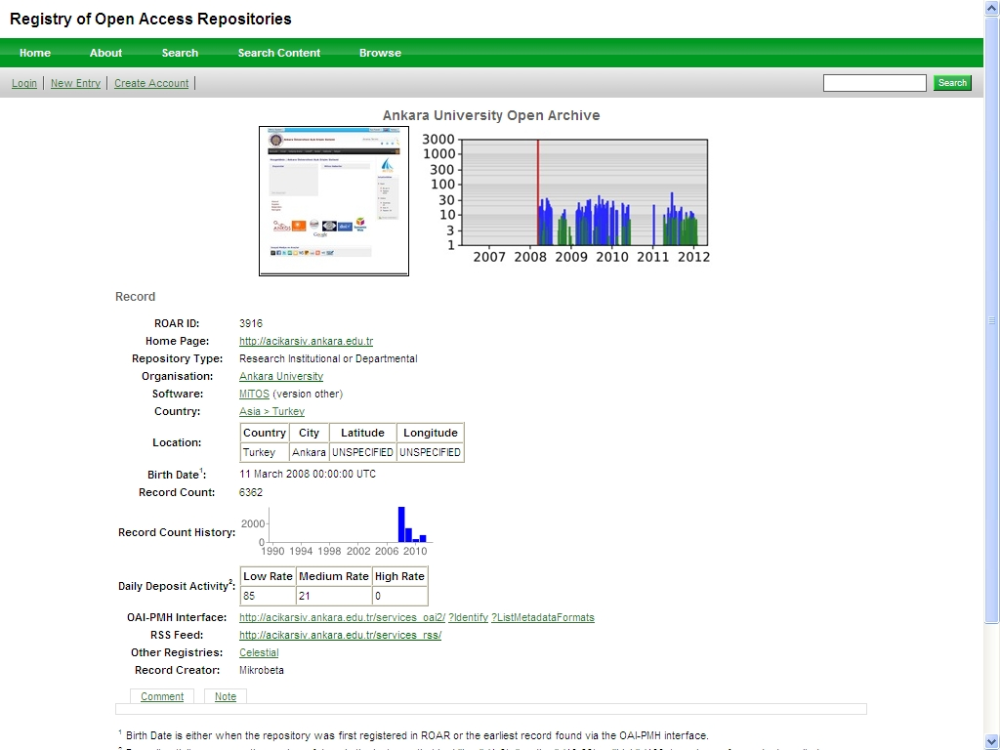 Registry of Open Access Repositories
Home About Search Search Content Browse
Login New Entry Create Account Search
Ankara University Open Archive
3000
1000
300
100
30
10
3
1
2007 2008 2009 2010 2011 2012
Record
ROAR ID: 3916
Home Page: http://acikarsiv.ankara.edu.tr
Repository Type: Research Institutional or Departmental
Organisation: Ankara University
Software: MiTOS (version other)
Country: Asia > Turkey
Location:
Country City Latitude Longitude
Turkey Ankara UNSPECIFIED UNSPECIFIED
Birth Date1: 11 March 2008 00:00:00 UTC
Record Count: 6362
Record Count History:
2000
0
1990 1994 1998 2002 2006 2010
Daily Deposit Activity2:
Low Rate Medium Rate High Rate
85 21 0
OAI-PMH Interface: http://acikarsiv.ankara.edu.tr/services_oai2/ ?Identify ?ListMetadataFormats
RSS Feed: http://acikarsiv.ankara.edu.tr/services_rss/
Other Registries: Celestial
Record Creator: Mikrobeta
Comment Note
1 Birth Date is either when the repository was first registered in ROAR or the earliest record found via the OAI-PMH interface.